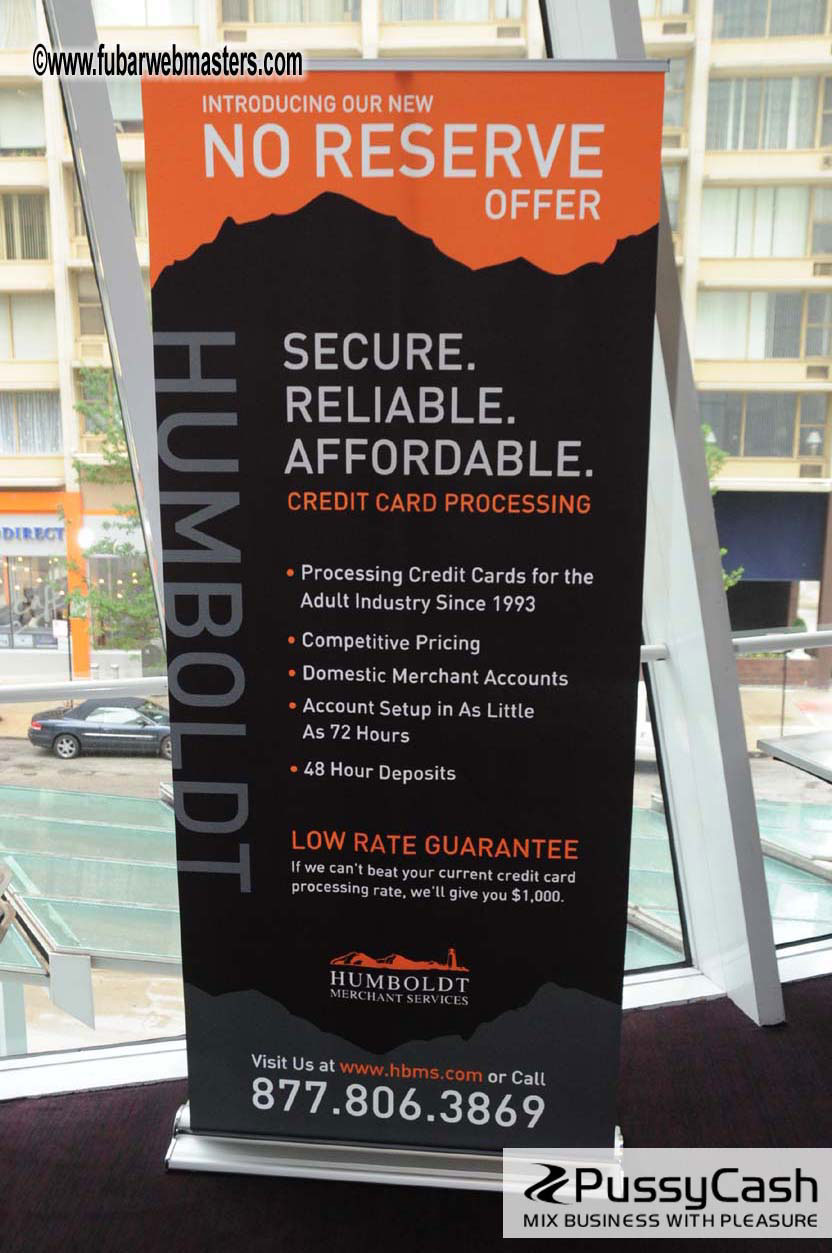 ©www.fubarwebmasters.com
INTRODUCING OUR NEW
NO RESERVE
OFFER
HUMBOLDT
SECURE.
RELIABLE.
AFFORDABLE.
CREDIT CARD PROCESSING
• Processing Credit Cards for the
Adult Industry Since 1993
• Competitive Pricing
• Domestic Merchant Accounts
• Account Setup in As Little
As 72 Hours
• 48 Hour Deposits
LOW RATE GUARANTEE
If we can't beat your current credit card
processing rate, we'll give you $1,000.
HUMBOLDT
MERCHANT SERVICES
Visit Us at www.hbms.com or Call
877.806.3869
DIRECT
PussyCash
MIX BUSINESS WITH PLEASURE